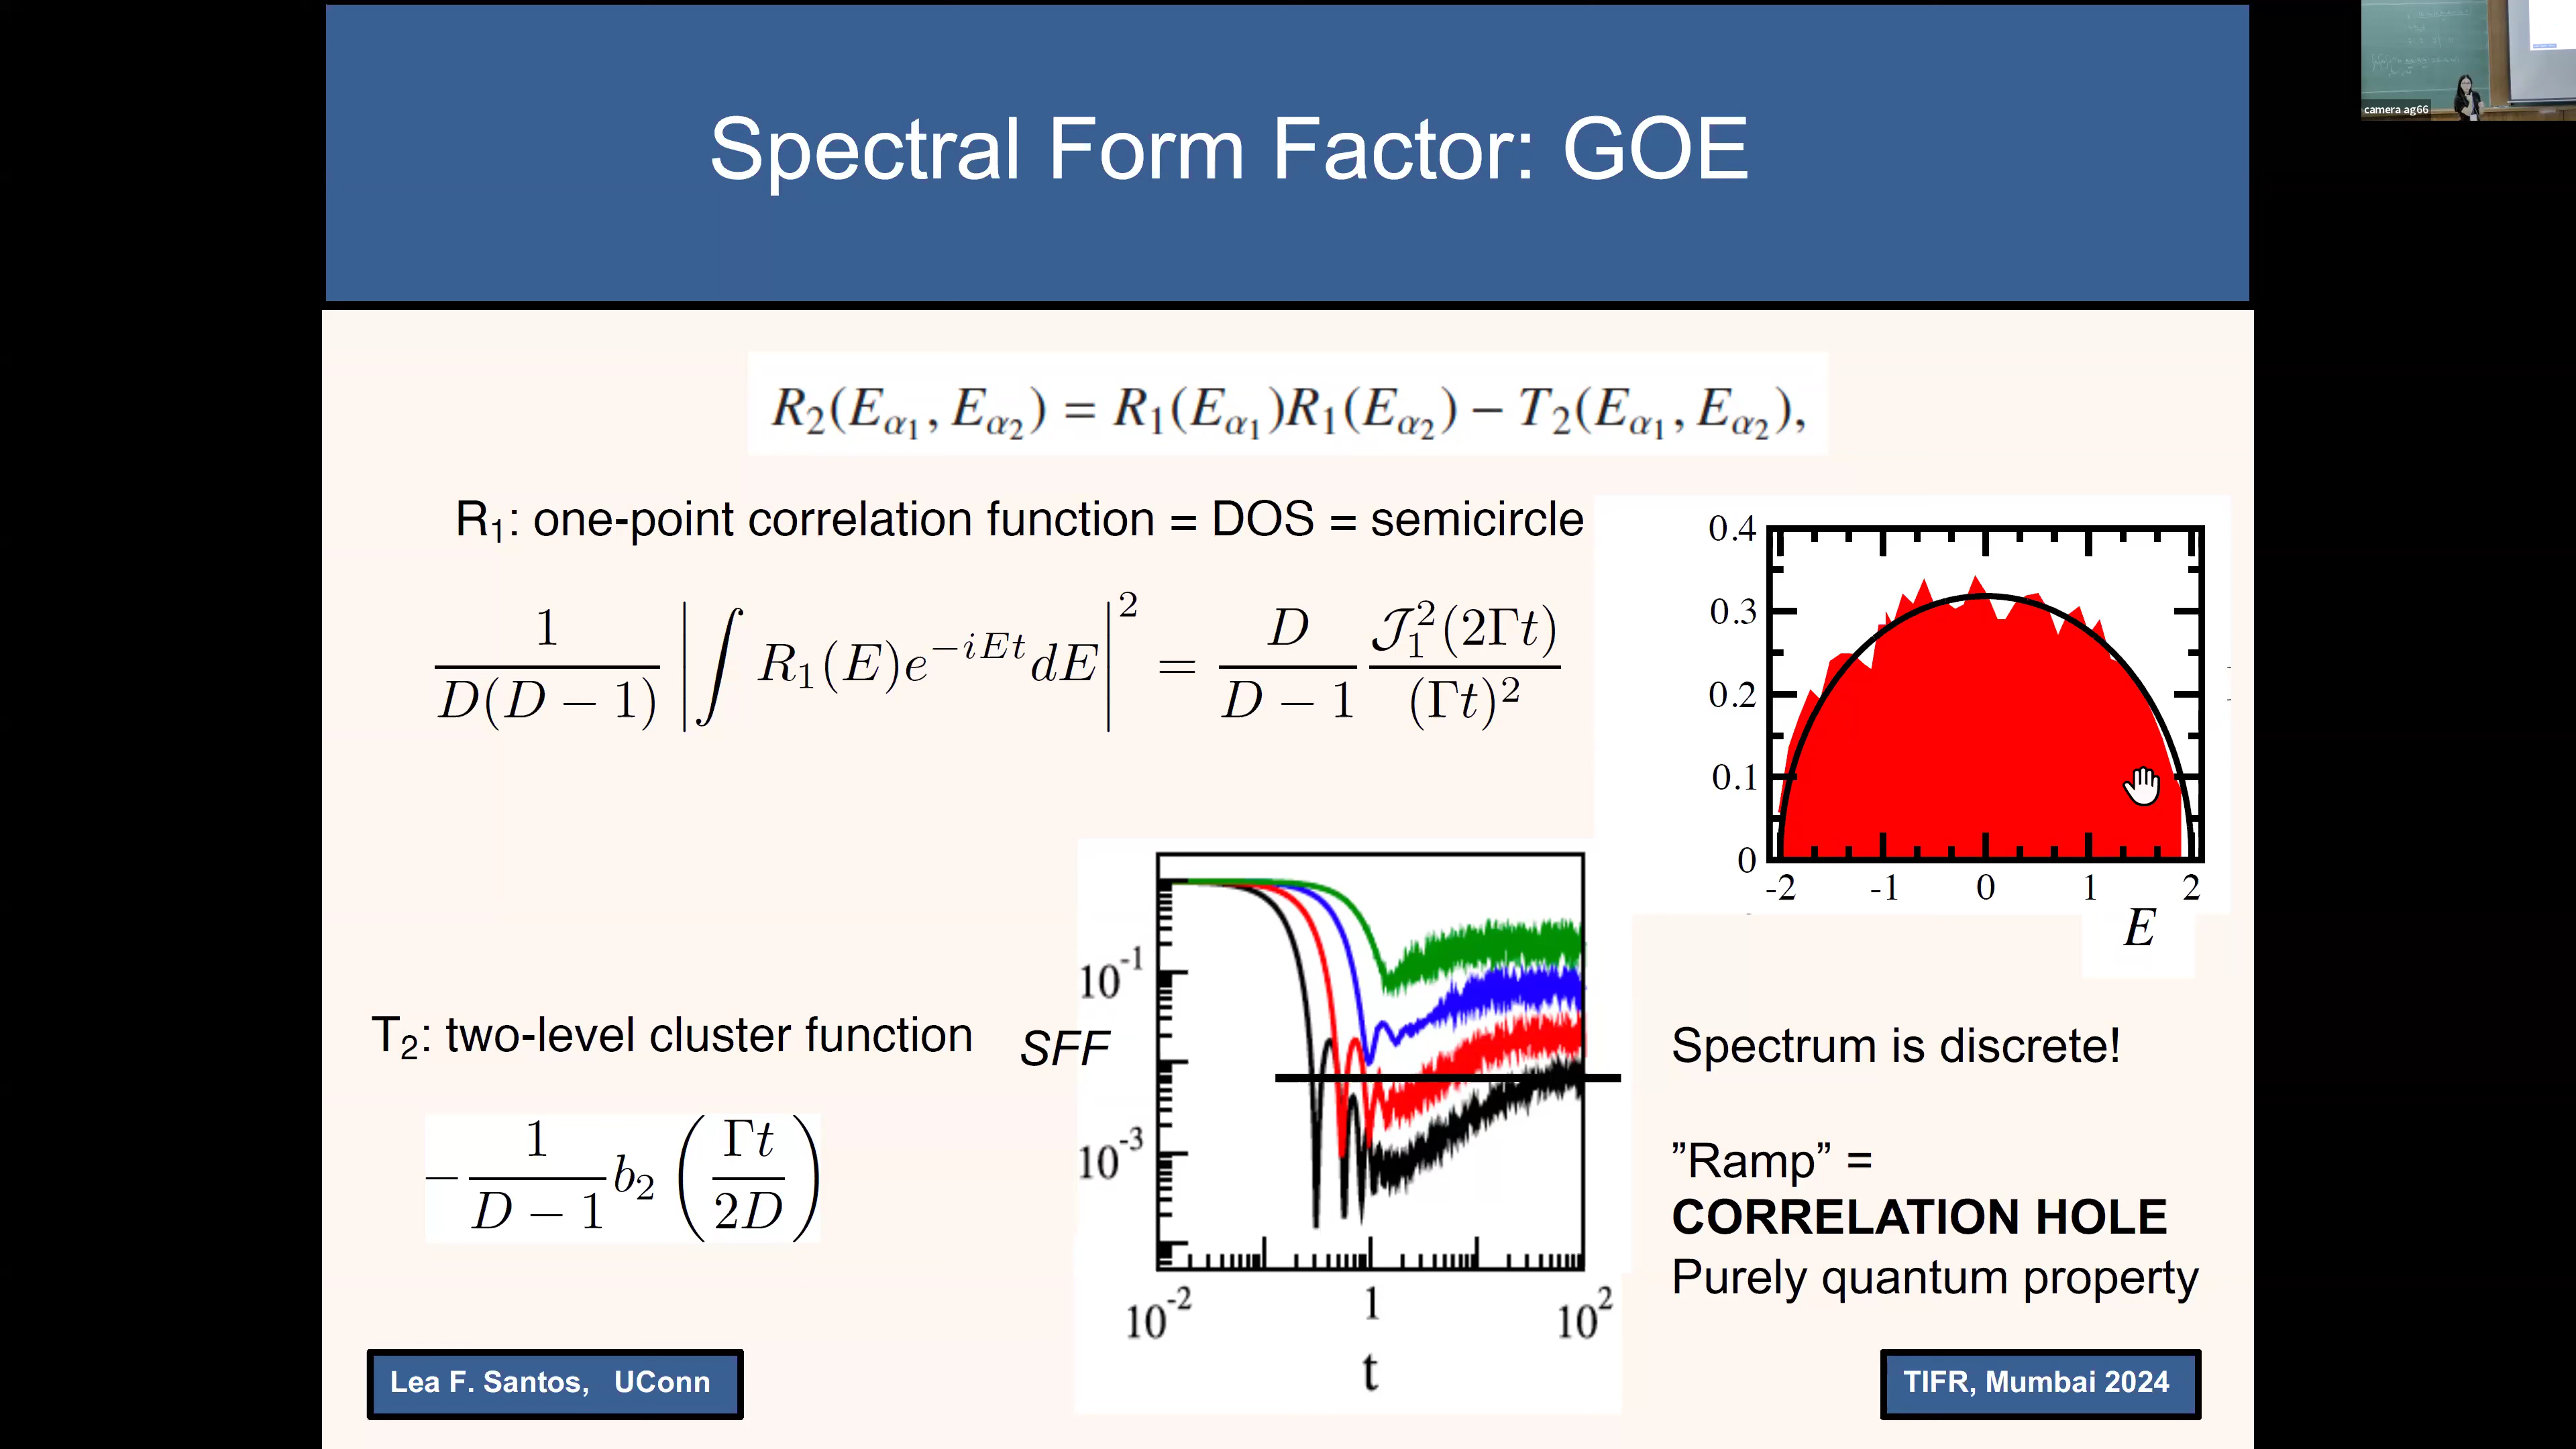 camera ag66
Spectral Form Factor: GOE
R₂(E_α₁, E_α₂) = R₁(E_α₁)R₁(E_α₂) − T₂(E_α₁, E_α₂),
R₁: one-point correlation function = DOS = semicircle
1/(D(D − 1)) |∫ R₁(E)e^{−iEt}dE|² = D/(D − 1) 𝒥₁²(2Γt)/(Γt)²
0.4
0.3
0.2
0.1
0
-2 -1 0 1 2
E
T₂: two-level cluster function
−1/(D − 1) b₂(Γt/2D)
SFF
10⁻¹
10⁻³
10⁻² 1 10²
t
Spectrum is discrete!
”Ramp” =
CORRELATION HOLE
Purely quantum property
Lea F. Santos, UConn
TIFR, Mumbai 2024